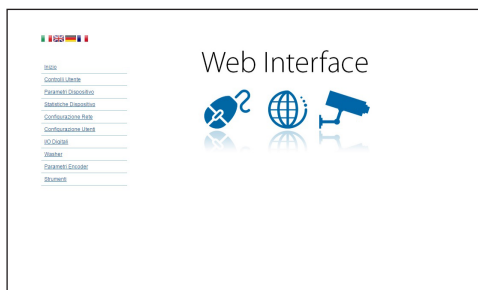 Web Interface
Inizio
Controlli Utente
Parametri Dispositivo
Statistiche Dispositivo
Configurazione Rete
Configurazione Utenti
I/O Digitali
Washer
Parametri Encoder
Strumenti